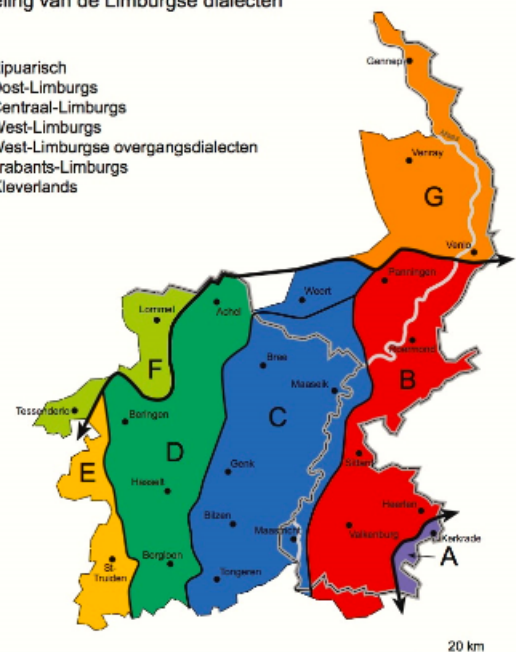 eling van de Limburgse dialecten
ipuarisch
Oost-Limburgs
Centraal-Limburgs
West-Limburgs
West-Limburgse overgangsdialecten
rabants-Limburgs
Kleverlands
Gennep
Maas
Venray
G
Venlo
Panningen
Weert
Achel
Lommel
F
Roermond
Bree
Maaseik
B
Tessenderlo
Beringen
C
D
E
Sittard
Genk
Hasselt
Heerlen
Bilzen
Valkenburg
Maastricht
Kerkrade
A
Borgloon
St-
Truiden
Tongeren
20 km